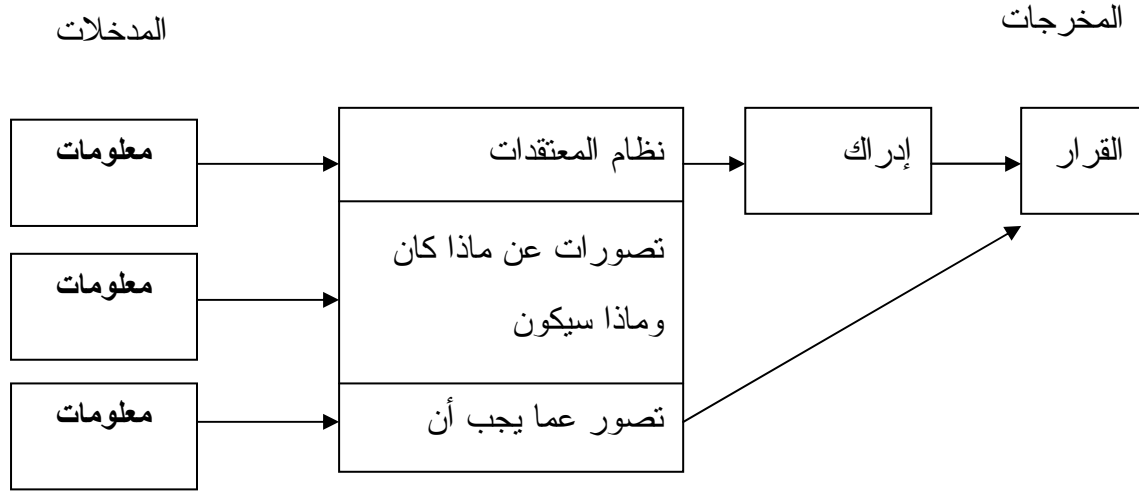 المخرجات
المدخلات
معلومات
نظام المعتقدات
إدراك
القرار
تصورات عن ماذا كان
وماذا سيكون
معلومات
تصور عما يجب أن
معلومات